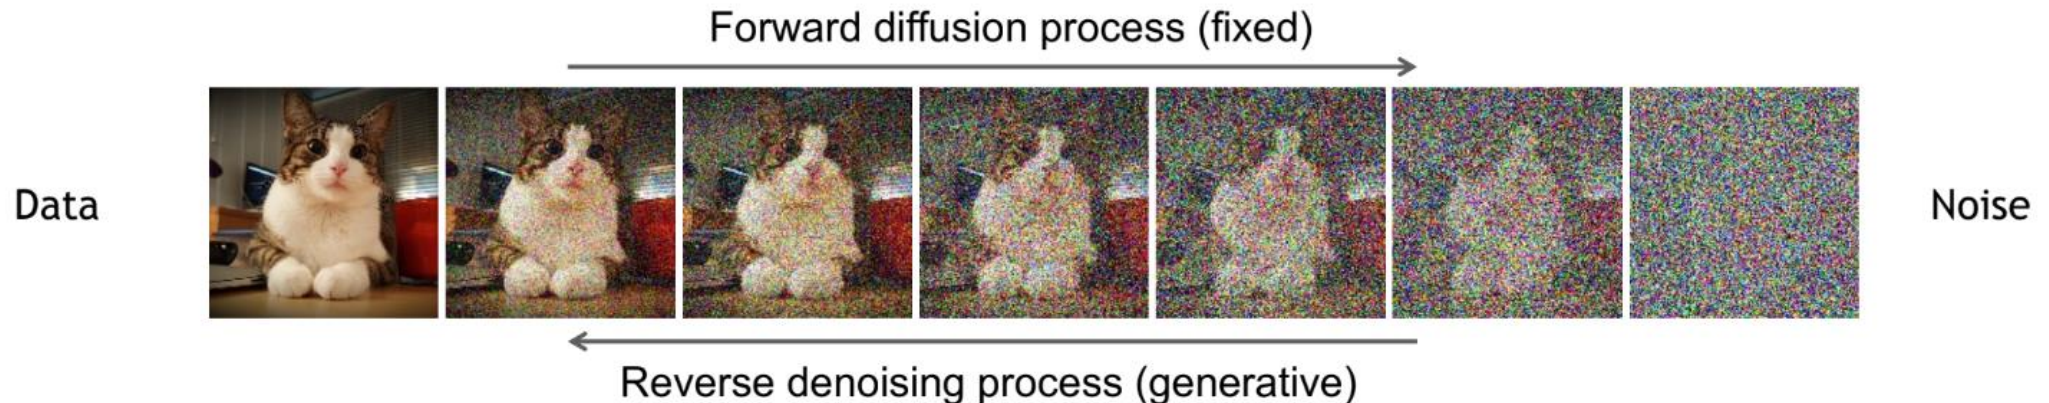 Forward diffusion process (fixed)
Data
Noise
Reverse denoising process (generative)